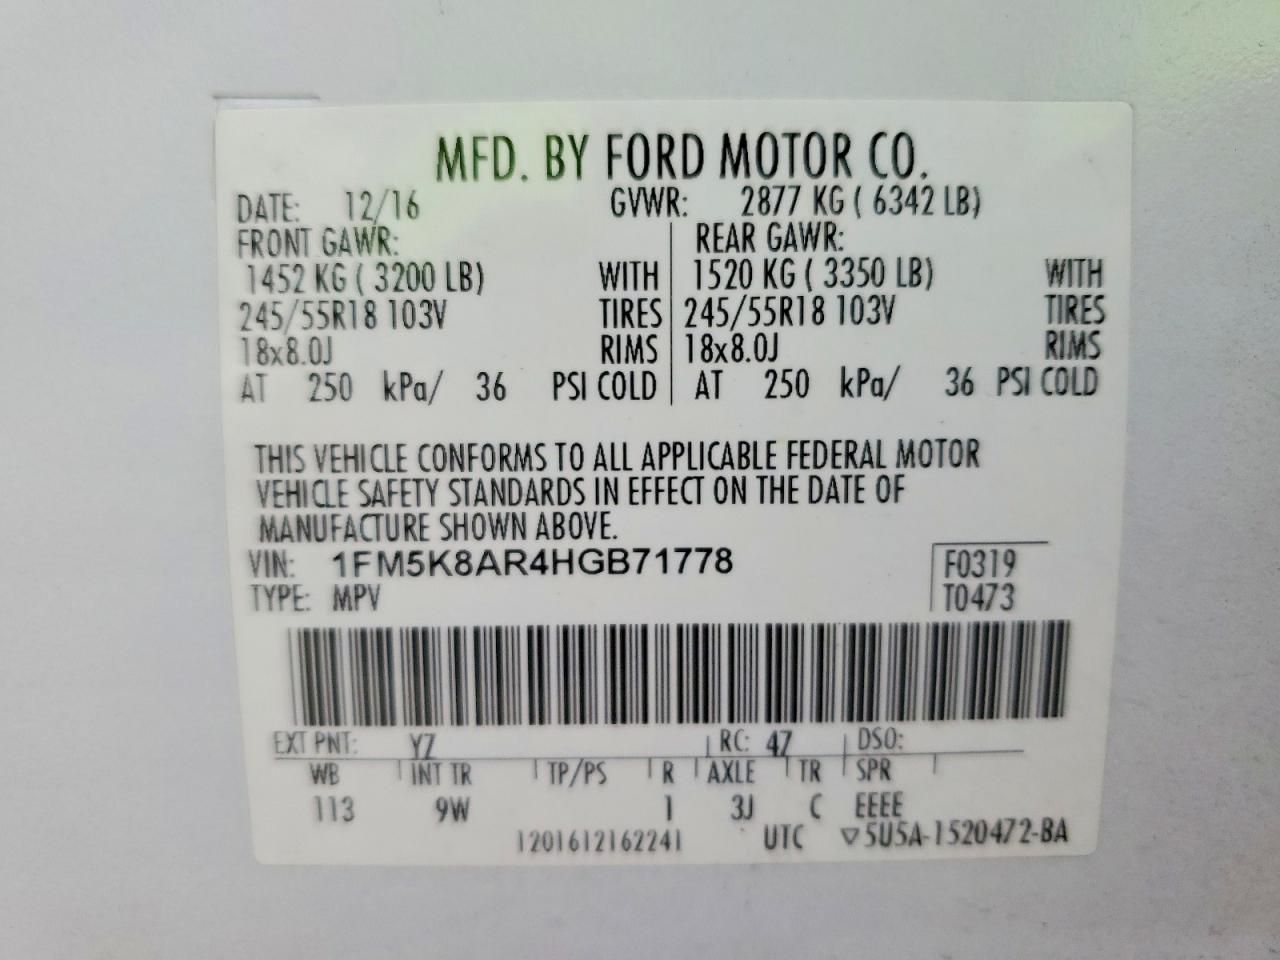 MFD. BY FORD MOTOR CO.
DATE: 12/16 GVWR: 2877 KG ( 6342 LB)
FRONT GAWR: REAR GAWR:
1452 KG ( 3200 LB) WITH 1520 KG ( 3350 LB) WITH
245/55R18 103V TIRES 245/55R18 103V TIRES
18x8.0J RIMS 18x8.0J RIMS
AT 250 kPa/ 36 PSI COLD AT 250 kPa/ 36 PSI COLD
THIS VEHICLE CONFORMS TO ALL APPLICABLE FEDERAL MOTOR
VEHICLE SAFETY STANDARDS IN EFFECT ON THE DATE OF
MANUFACTURE SHOWN ABOVE.
VIN: 1FM5K8AR4HGB71778 F0319
TYPE: MPV T0473
EXT PNT: YZ RC: 47 DSO:
WB INT TR TP/PS R AXLE TR SPR
113 9W 1 3J C EEEE
1201612162241 UTC ▽5U5A-1520472-BA